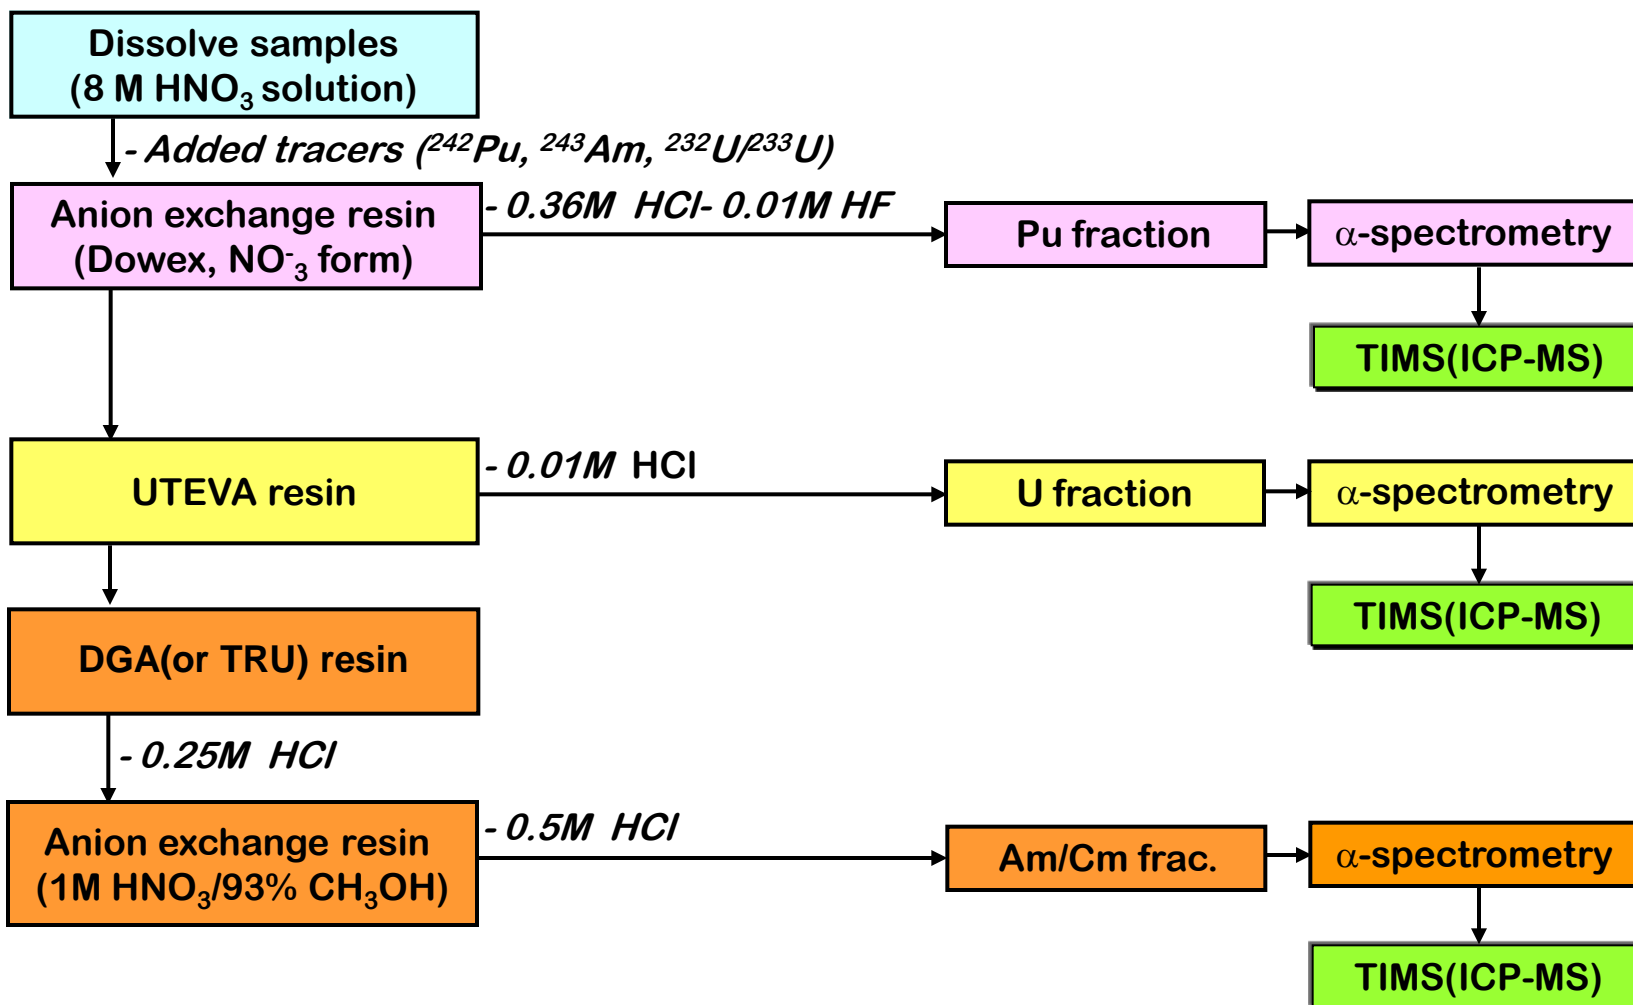 Dissolve samples
(8 M HNO₃ solution)
- Added tracers (²⁴²Pu, ²⁴³Am, ²³²U/²³³U)
Anion exchange resin
(Dowex, NO⁻₃ form)
- 0.36M HCl- 0.01M HF
Pu fraction
α-spectrometry
TIMS(ICP-MS)
UTEVA resin
- 0.01M HCl
U fraction
α-spectrometry
TIMS(ICP-MS)
DGA(or TRU) resin
- 0.25M HCl
Anion exchange resin
(1M HNO₃/93% CH₃OH)
- 0.5M HCl
Am/Cm frac.
α-spectrometry
TIMS(ICP-MS)